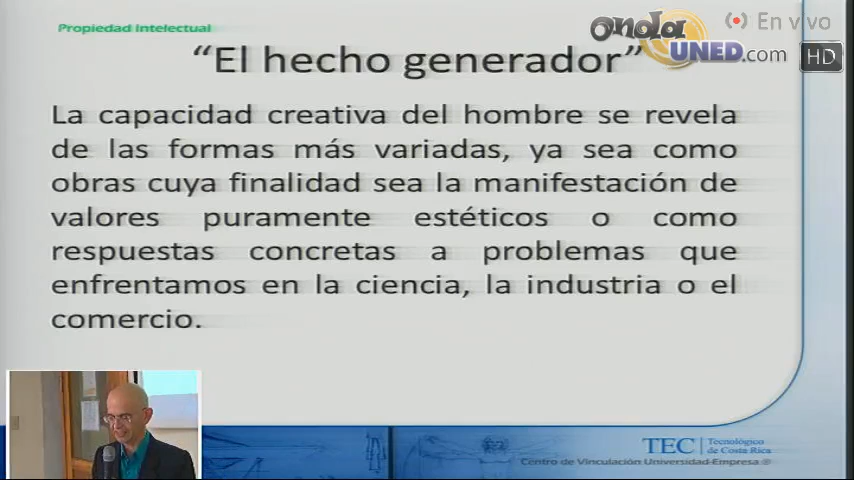 Propiedad Intelectual
onda
UNED.com
En vivo
HD
“El hecho generador”
La capacidad creativa del hombre se revela
de las formas más variadas, ya sea como
obras cuya finalidad sea la manifestación de
valores puramente estéticos o como
respuestas concretas a problemas que
enfrentamos en la ciencia, la industria o el
comercio.
TEC
Tecnológico
de Costa Rica
Centro de Vinculación Universidad-Empresa ®